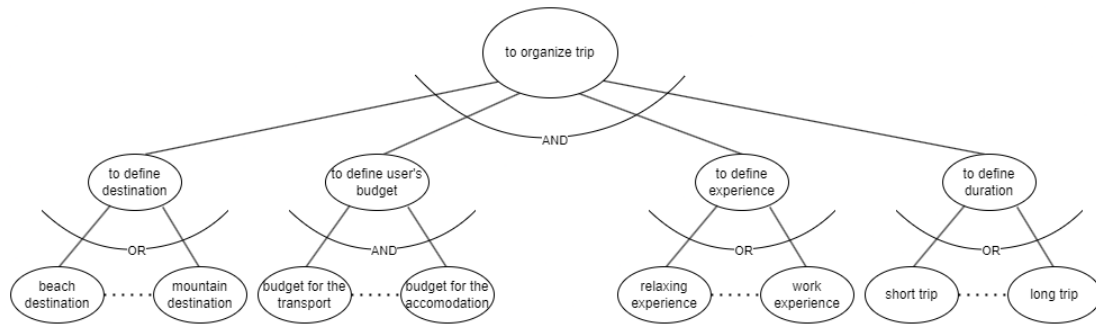 to organize trip
AND
to define
destination
to define user's
budget
to define
experience
to define
duration
OR
AND
OR
OR
beach
destination
mountain
destination
budget for the
transport
budget for the
accomodation
relaxing
experience
work
experience
short trip
long trip